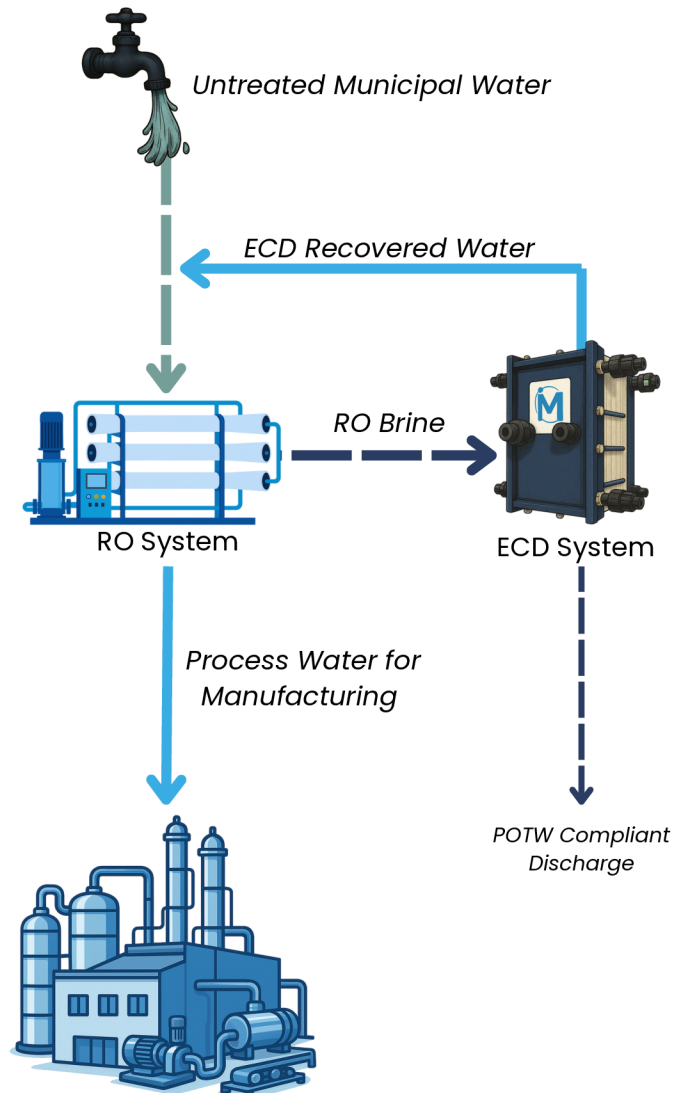 Untreated Municipal Water
ECD Recovered Water
RO Brine
M
RO System
ECD System
Process Water for
Manufacturing
POTW Compliant
Discharge